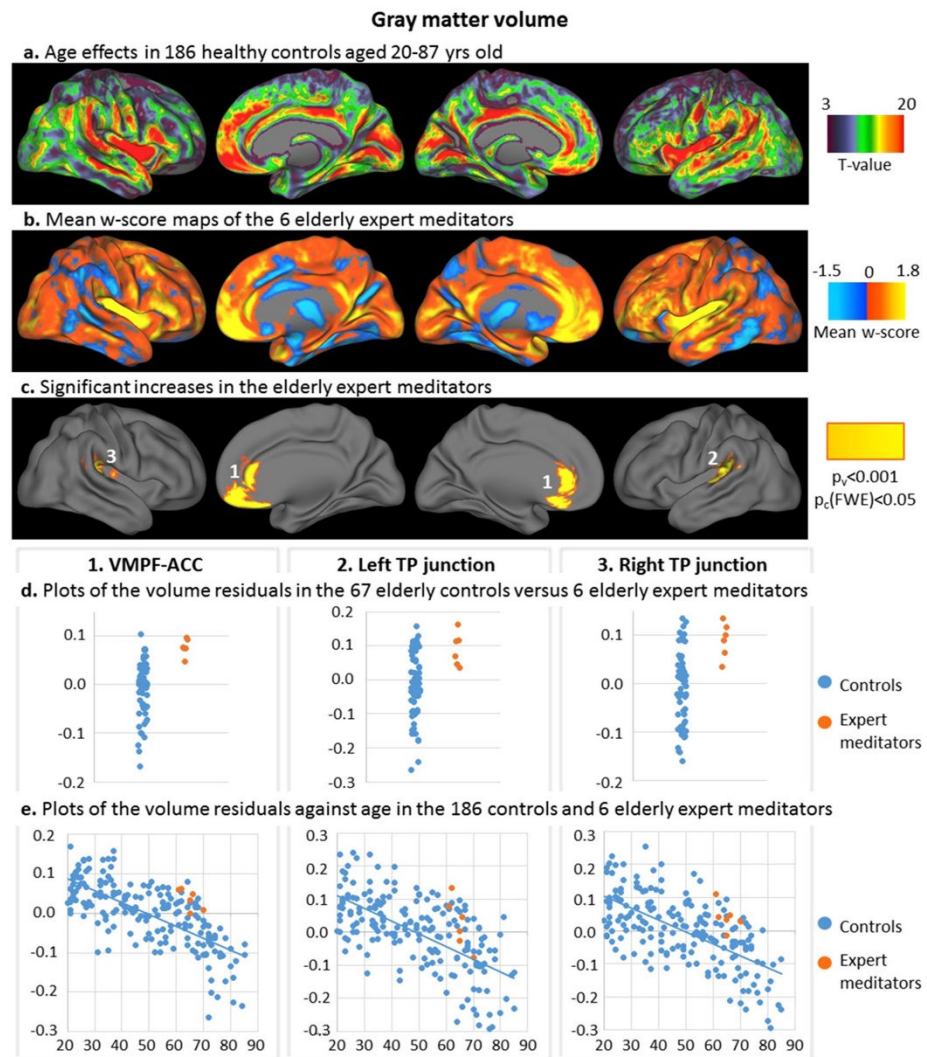 Gray matter volume
a. Age effects in 186 healthy controls aged 20-87 yrs old
3 20
T-value
b. Mean w-score maps of the 6 elderly expert meditators
-1.5 0 1.8
Mean w-score
c. Significant increases in the elderly expert meditators
3 1 1 2
pv<0.001
pc(FWE)<0.05
1. VMPF-ACC 2. Left TP junction 3. Right TP junction
d. Plots of the volume residuals in the 67 elderly controls versus 6 elderly expert meditators
0.1
0.0
-0.1
-0.2
0.2
0.1
0.0
-0.1
-0.2
-0.3
0.1
0.0
-0.1
-0.2
Controls
Expert
meditators
e. Plots of the volume residuals against age in the 186 controls and 6 elderly expert meditators
0.2
0.1
0.0
-0.1
-0.2
-0.3
20 30 40 50 60 70 80 90
0.3
0.2
0.1
0.0
-0.1
-0.2
-0.3
20 30 40 50 60 70 80 90
0.3
0.2
0.1
0.0
-0.1
-0.2
-0.3
20 30 40 50 60 70 80 90
Controls
Expert
meditators